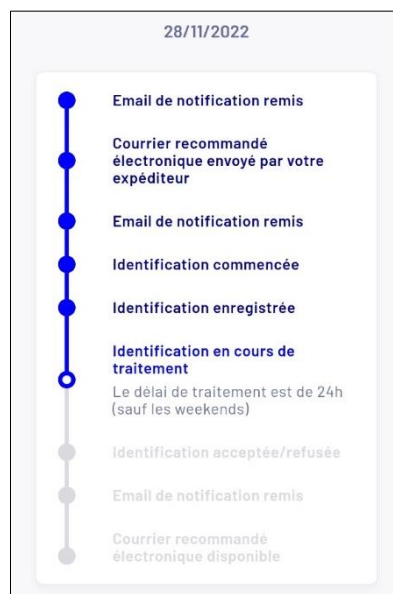 28/11/2022
Email de notification remis
Courrier recommandé
électronique envoyé par votre
expéditeur
Email de notification remis
Identification commencée
Identification enregistrée
Identification en cours de
traitement
Le délai de traitement est de 24h
(sauf les weekends)
Identification acceptée/refusée
Email de notification remis
Courrier recommandé
électronique disponible